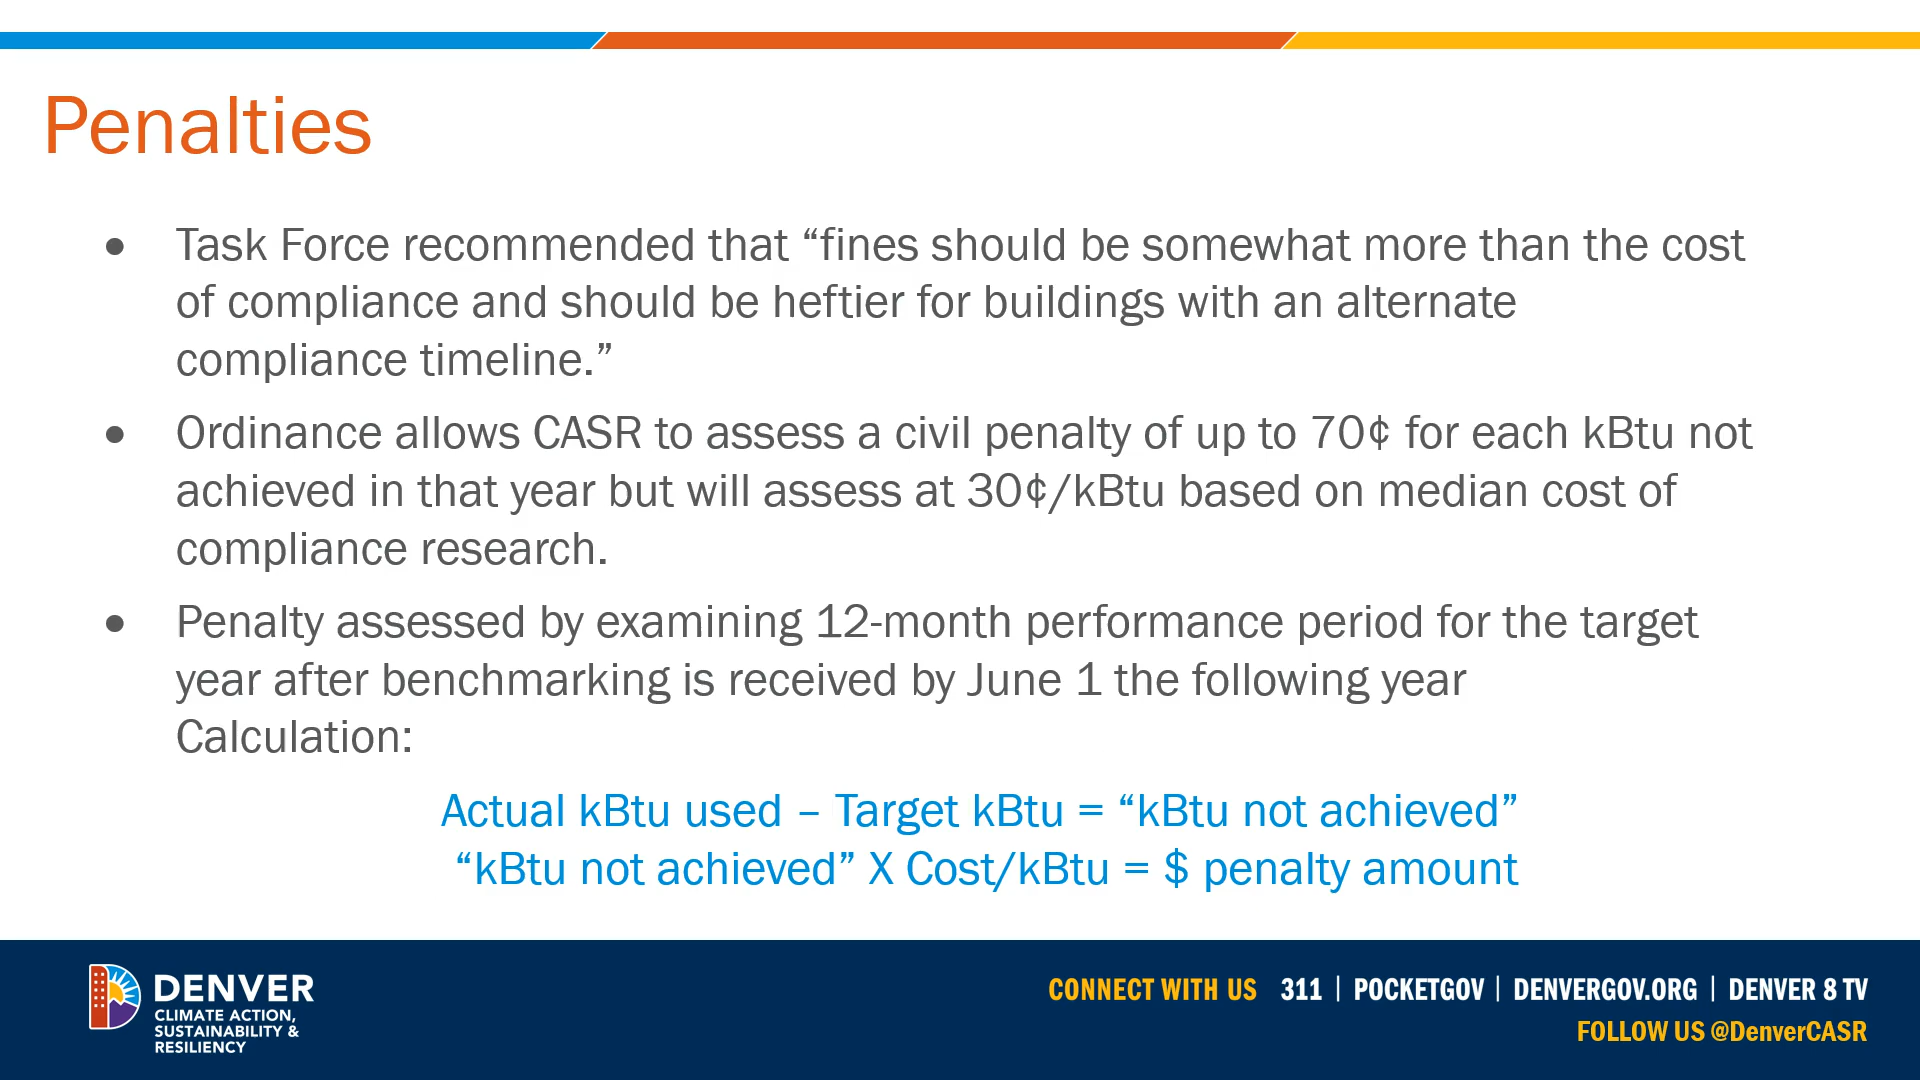 Penalties
● Task Force recommended that “fines should be somewhat more than the cost
of compliance and should be heftier for buildings with an alternate
compliance timeline.”
● Ordinance allows CASR to assess a civil penalty of up to 70¢ for each kBtu not
achieved in that year but will assess at 30¢/kBtu based on median cost of
compliance research.
● Penalty assessed by examining 12-month performance period for the target
year after benchmarking is received by June 1 the following year
Calculation:
Actual kBtu used – Target kBtu = “kBtu not achieved”
“kBtu not achieved” X Cost/kBtu = $ penalty amount
DENVER
CLIMATE ACTION,
SUSTAINABILITY &
RESILIENCY
CONNECT WITH US 311 | POCKETGOV | DENVERGOV.ORG | DENVER 8 TV
FOLLOW US @DenverCASR